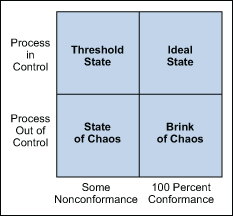 Process
in
Control
Threshold
State
Ideal
State
Process
Out of
Control
State
of Chaos
Brink
of Chaos
Some
Nonconformance
100 Percent
Conformance